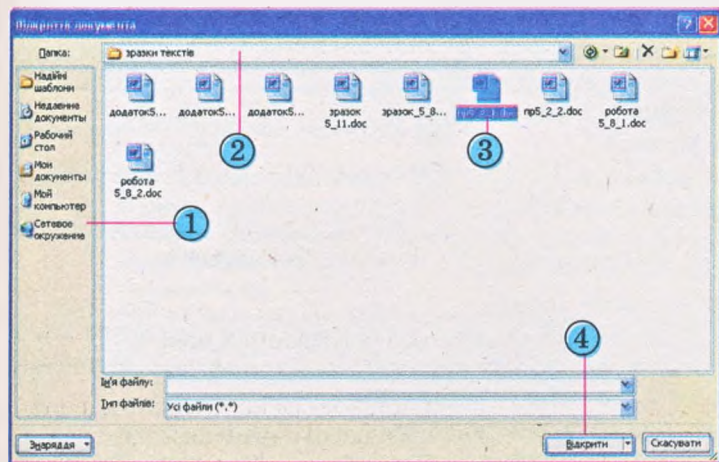 Відкриття документа
Папка:
зразки текстів
Надійні
шаблони
Недавние
документы
Рабочий
стол
Мои
документы
Мой
компьютер
Сетевое
окружение
додаток5...
додаток5...
додаток5...
зразок
5_11.doc
зразок_5_8...
пр5_2_2.doc
робота
5_8_1.doc
робота
5_8_2.doc
1
2
3
4
Ім'я файлу:
Тип файлів:
Усі файли (*.*)
Знаряддя
Відкрити
Скасувати